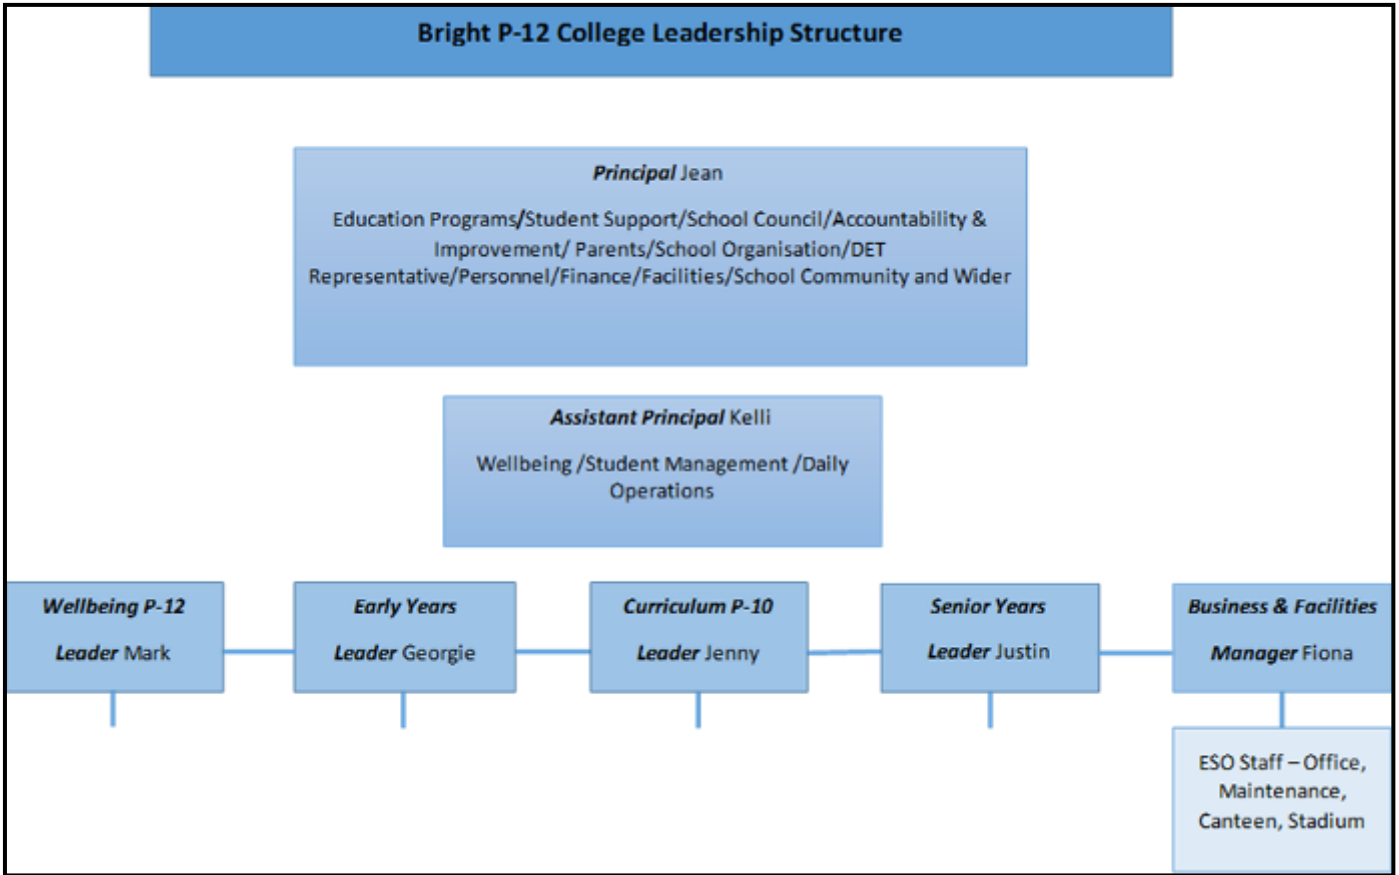 Bright P-12 College Leadership Structure
Principal Jean
Education Programs/Student Support/School Council/Accountability &
Improvement/ Parents/School Organisation/DET
Representative/Personnel/Finance/Facilities/School Community and Wider
Assistant Principal Kelli
Wellbeing /Student Management /Daily
Operations
Wellbeing P-12
Leader Mark
Early Years
Leader Georgie
Curriculum P-10
Leader Jenny
Senior Years
Leader Justin
Business & Facilities
Manager Fiona
ESO Staff – Office,
Maintenance,
Canteen, Stadium